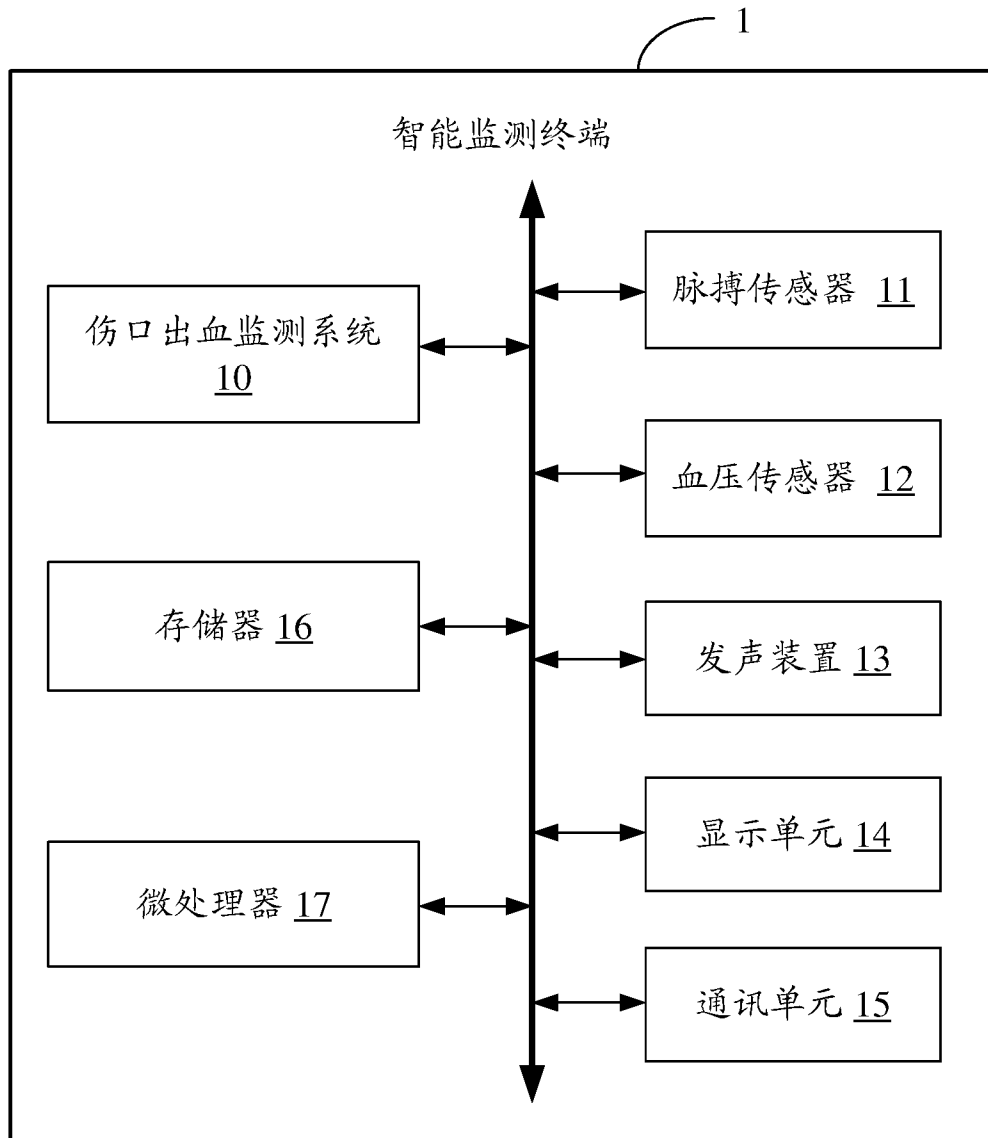 1
智能监测终端
伤口出血监测系统
10
存储器 16
微处理器 17
脉搏传感器 11
血压传感器 12
发声装置 13
显示单元 14
通讯单元 15